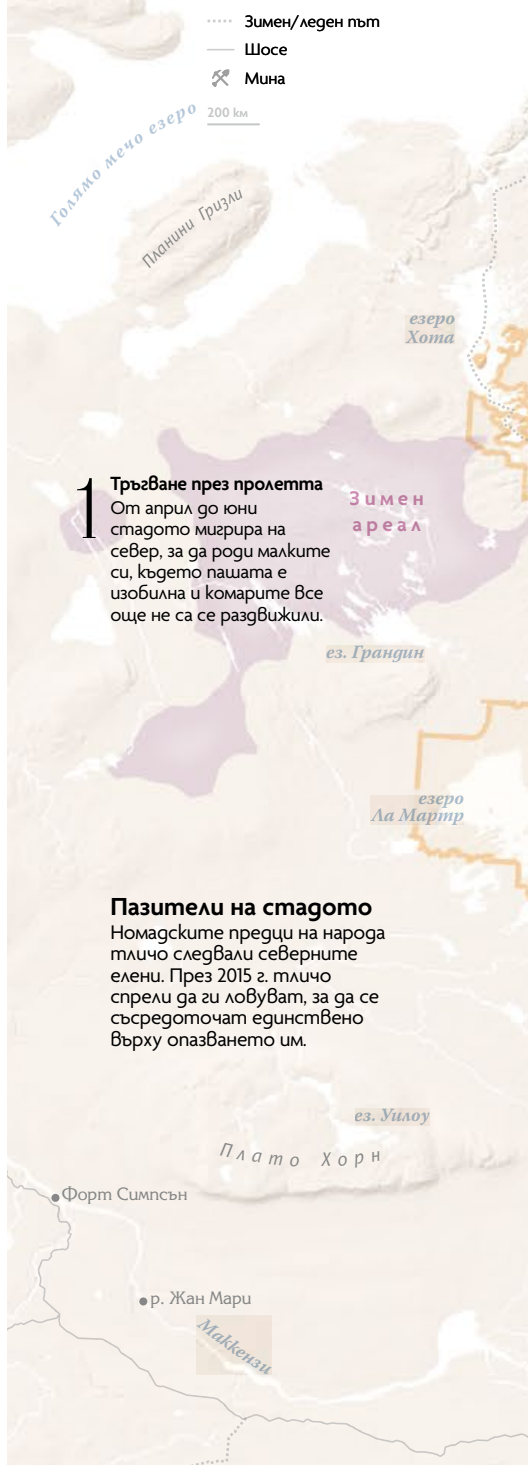 Зимен/леден път
Шосе
Мина
200 км
Голямо мечо езеро
Планини Гризли
езеро
Хота
1
Тръгване през пролетта
От април до юни
стадото мигрира на
север, за да роди малките
си, където пашата е
изобилна и комарите все
още не са се раздвижили.
Зимен
ареал
ез. Грандин
езеро
Ла Мартр
Пазители на стадото
Номадските предци на народа
тличо следвали северните
елени. През 2015 г. тличо
спрели да ги ловуват, за да се
съсредоточат единствено
върху опазването им.
ез. Уилоу
Плато Хорн
Форт Симпсън
р. Жан Мари
Маккензи